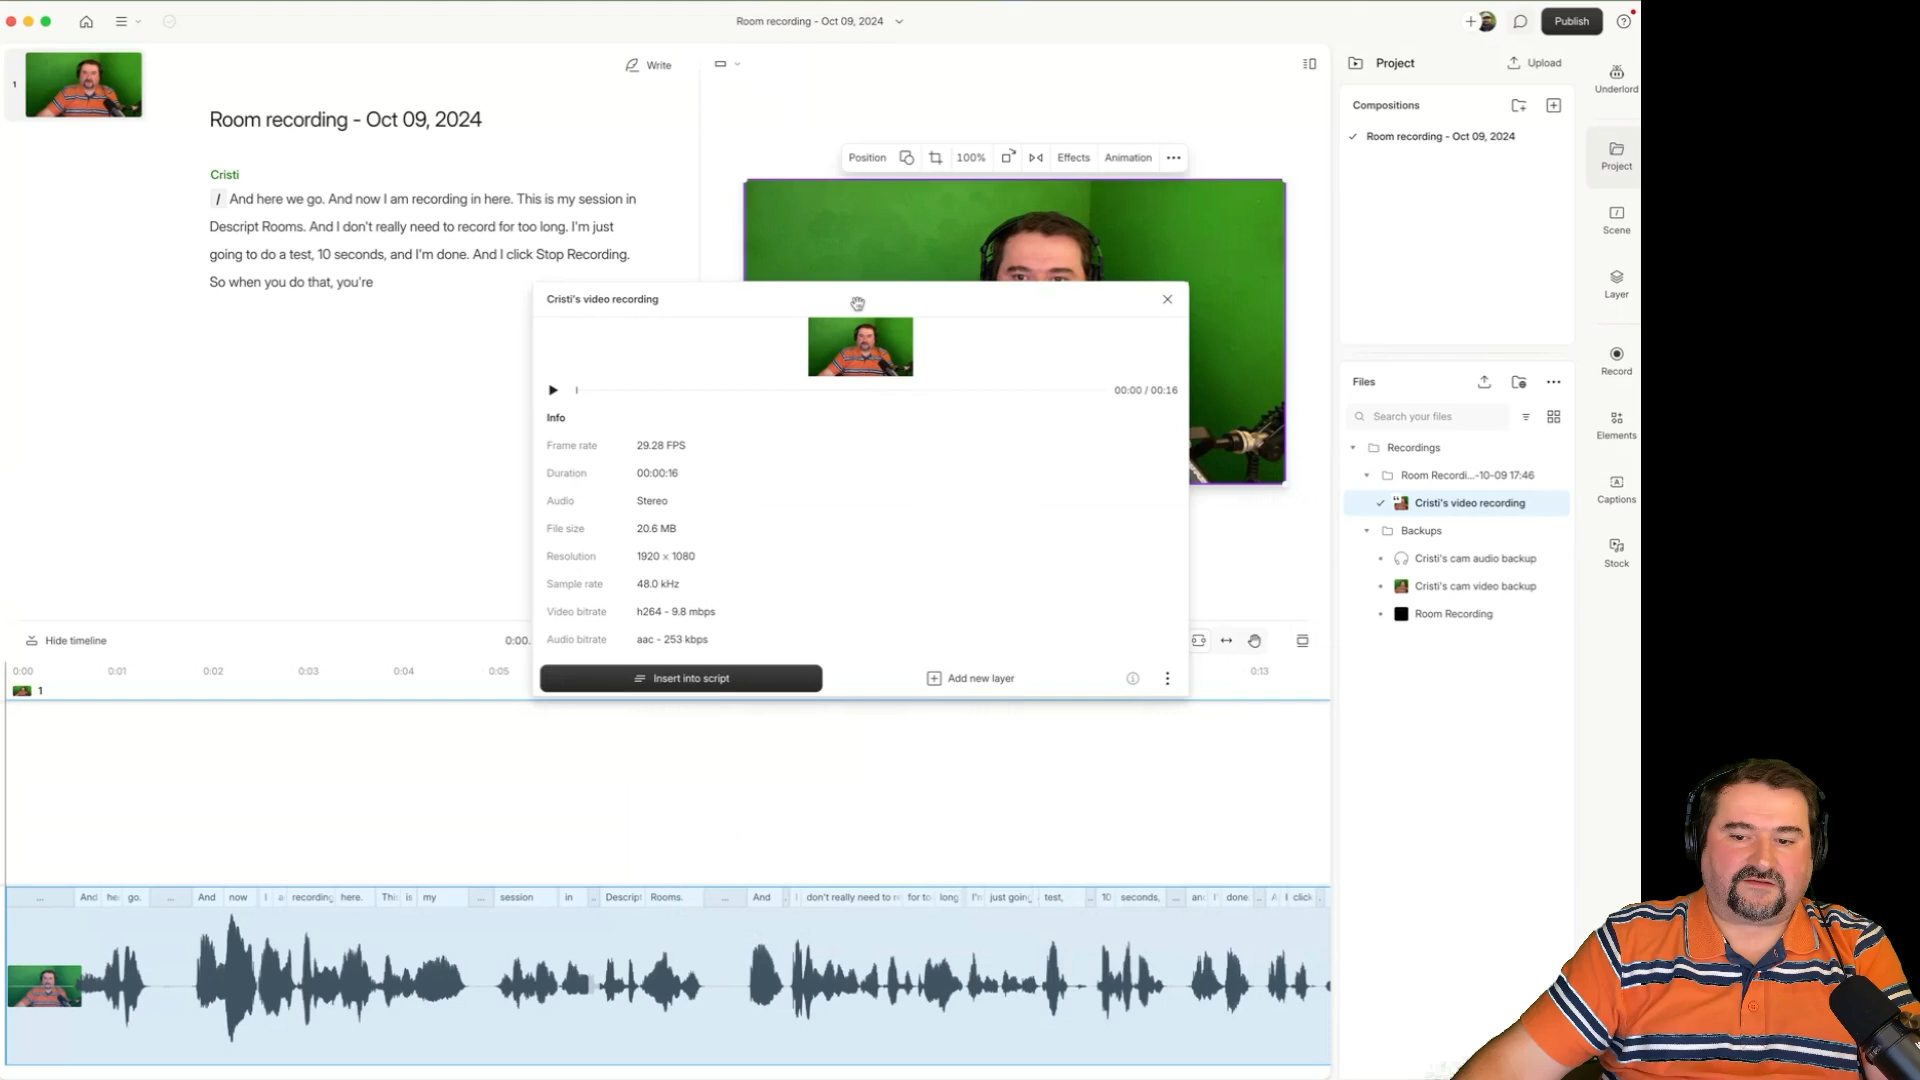 Room recording - Oct 09, 2024
Publish
1
Write
Project
Upload
Underlord
Compositions
Room recording - Oct 09, 2024
Room recording - Oct 09, 2024
Position
100%
Effects
Animation
Project
Cristi
/ And here we go. And now I am recording in here. This is my session in
Descript Rooms. And I don't really need to record for too long. I'm just
going to do a test, 10 seconds, and I'm done. And I click Stop Recording.
So when you do that, you're
Scene
Layer
Record
Elements
Captions
Stock
Cristi's video recording
00:00 / 00:16
Info
Frame rate 29.28 FPS
Duration 00:00:16
Audio Stereo
File size 20.6 MB
Resolution 1920 × 1080
Sample rate 48.0 kHz
Video bitrate h264 - 9.8 mbps
Audio bitrate aac - 253 kbps
Insert into script
Add new layer
Files
Search your files
Recordings
Room Recordi...-10-09 17:46
Cristi's video recording
Backups
Cristi's cam audio backup
Cristi's cam video backup
Room Recording
Hide timeline
0:00.
0:00 0:01 0:02 0:03 0:04 0:05 0:13
1
... And go. ... And now I a recording here. is my ... session in .. Descript Rooms. ... And I don't really need to for to long I'm just going test, .. 10 seconds, ... and I' done .. A I click